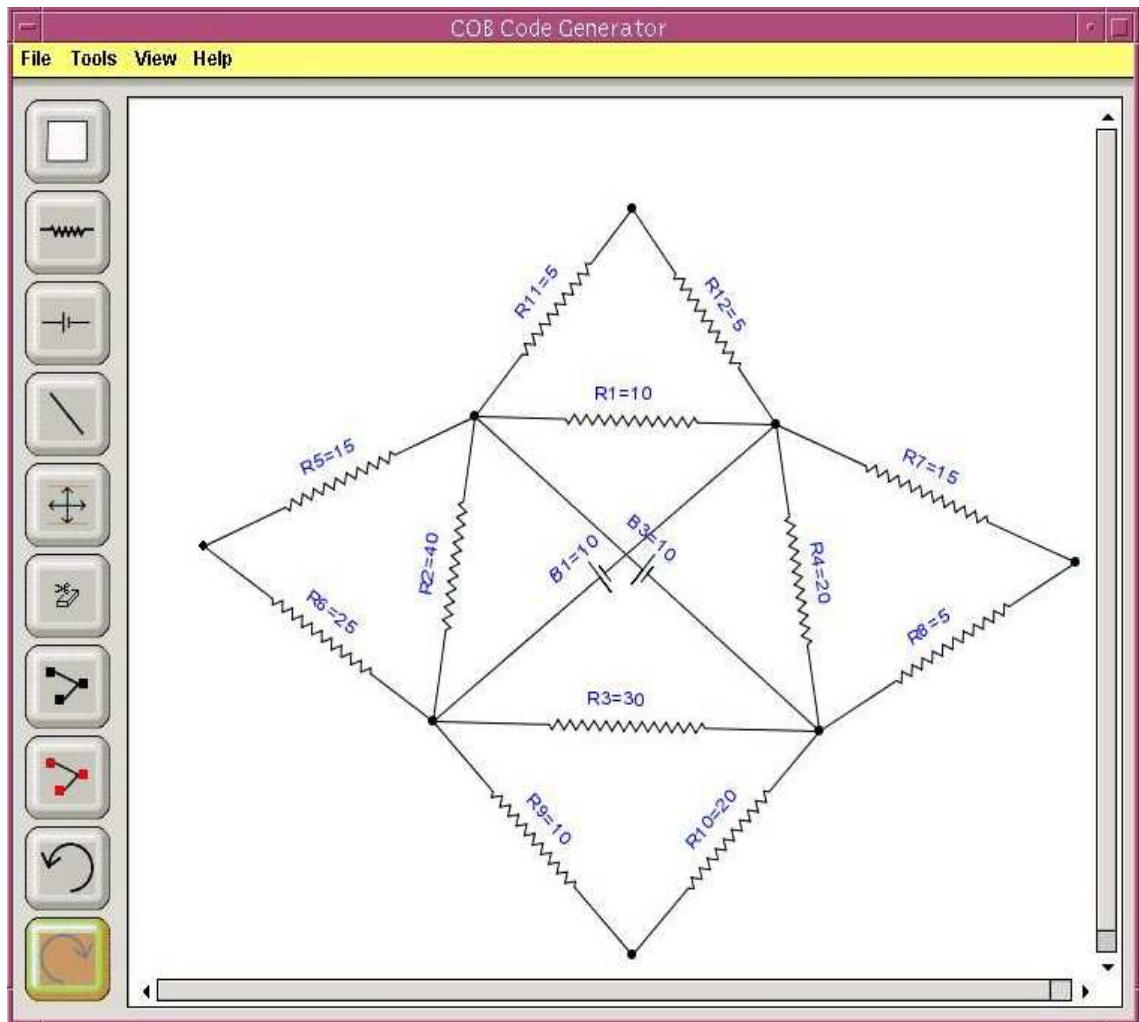 COB Code Generator
File Tools View Help
R11=5
R12=5
R1=10
R5=15
R7=15
B3=10
B1=10
R2=40
R4=20
R6=25
R8=5
R3=30
R9=10
R10=20